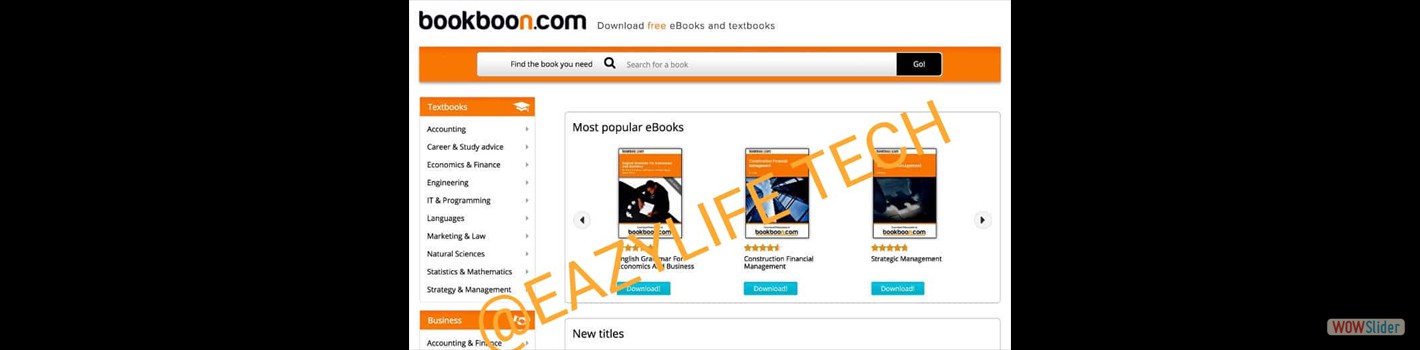 bookboon.com
Download free eBooks and textbooks
Find the book you need
Search for a book
Go!
Textbooks
Accounting
Career & Study advice
Economics & Finance
Engineering
IT & Programming
Languages
Marketing & Law
Natural Sciences
Statistics & Mathematics
Strategy & Management
Business
Accounting & Finance
Most popular eBooks
bookboon.com
English Grammar For
Economics And Business
Download!
bookboon.com
Construction Financial
Management
Download!
bookboon.com
Strategic Management
Download!
New titles
@EAZYLIFE TECH
WOWSlider